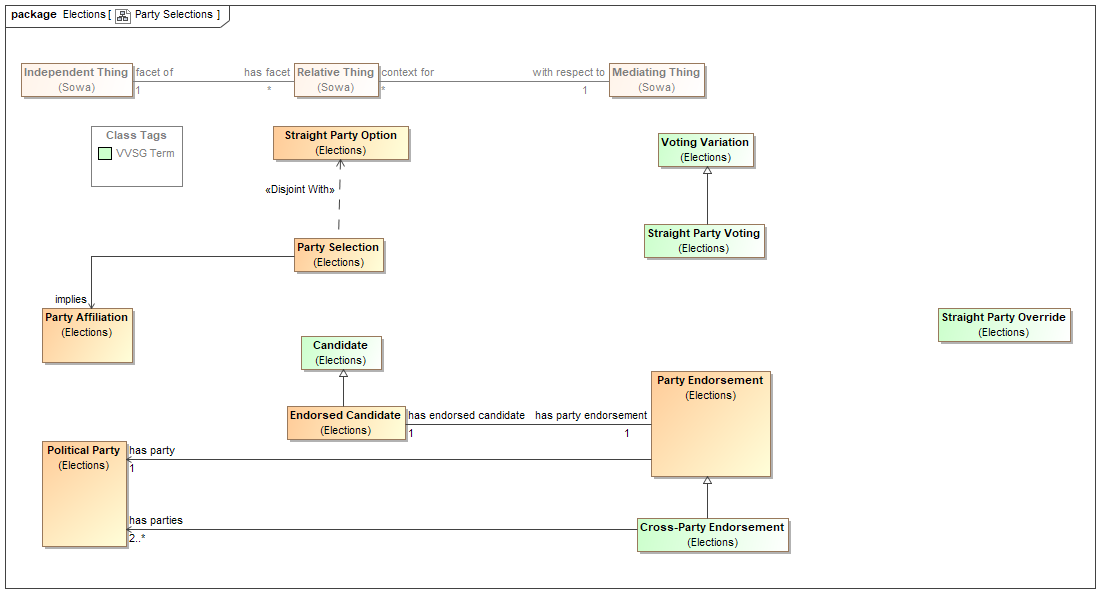 package Elections [ Party Selections ]
Independent Thing
(Sowa)
facet of
1
has facet
*
Relative Thing
(Sowa)
context for
*
with respect to
1
Mediating Thing
(Sowa)
Class Tags
VVSG Term
Straight Party Option
(Elections)
Voting Variation
(Elections)
«Disjoint With»
Straight Party Voting
(Elections)
Party Selection
(Elections)
implies
Party Affiliation
(Elections)
Straight Party Override
(Elections)
Candidate
(Elections)
Party Endorsement
(Elections)
Endorsed Candidate
(Elections)
has endorsed candidate
1
has party endorsement
1
Political Party
(Elections)
has party
1
has parties
2..*
Cross-Party Endorsement
(Elections)